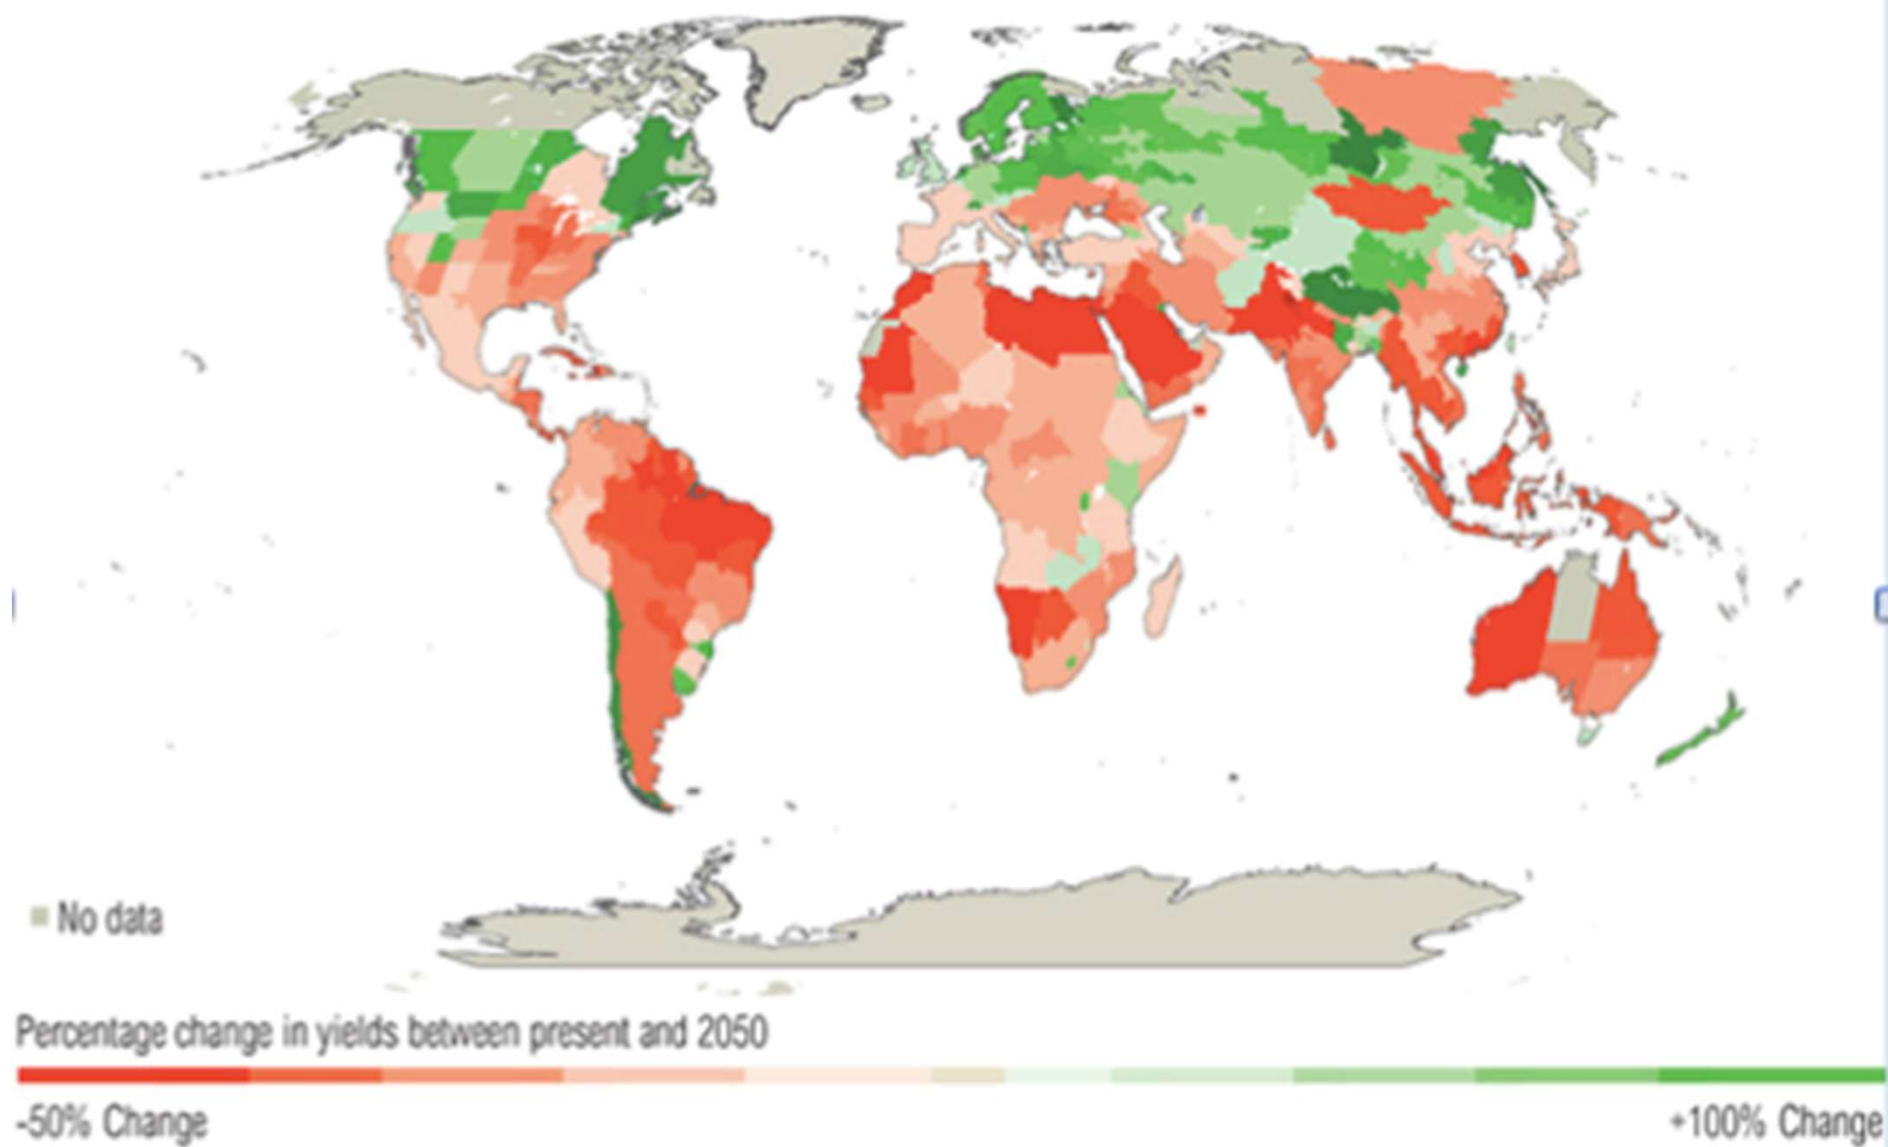 No data
Percentage change in yields between present and 2050
-50% Change
+100% Change